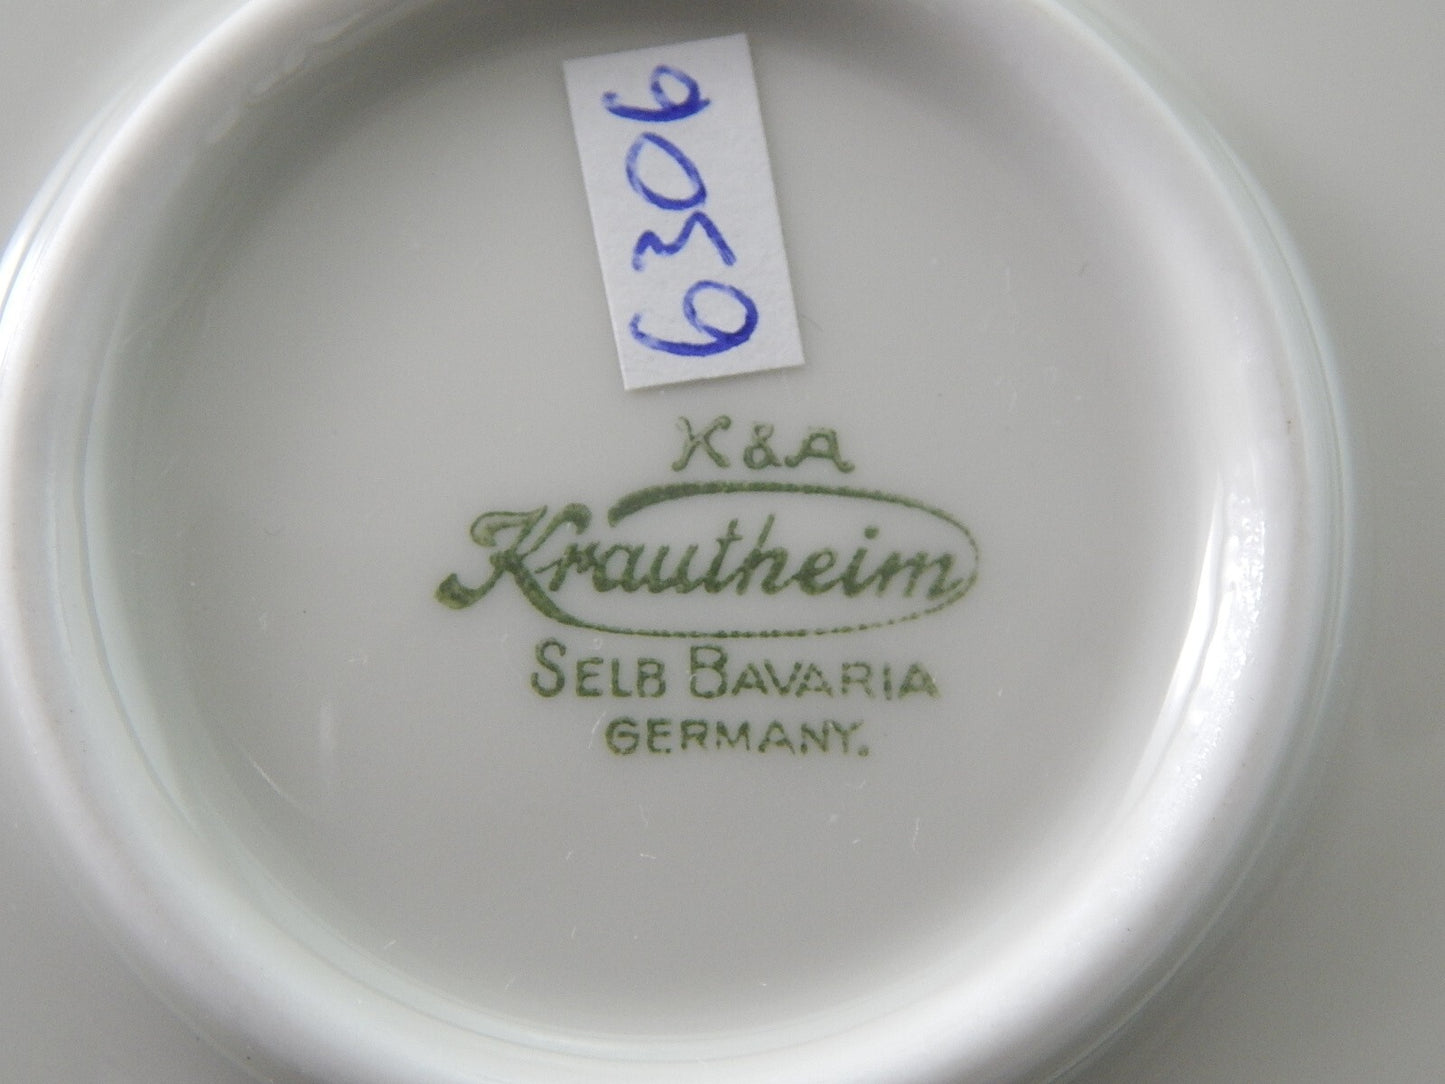 6306
K & A
Krautheim
SELB BAVARIA
GERMANY.